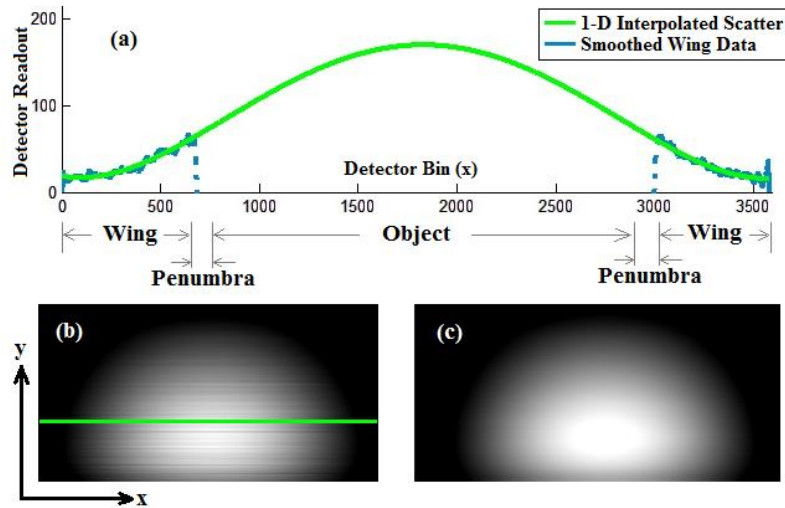 200
100
0
Detector Readout
(a)
1-D Interpolated Scatter
Smoothed Wing Data
Detector Bin (x)
0 500 1000 1500 2000 2500 3000 3500
Wing Object Wing
Penumbra Penumbra
(b) (c)
y
x